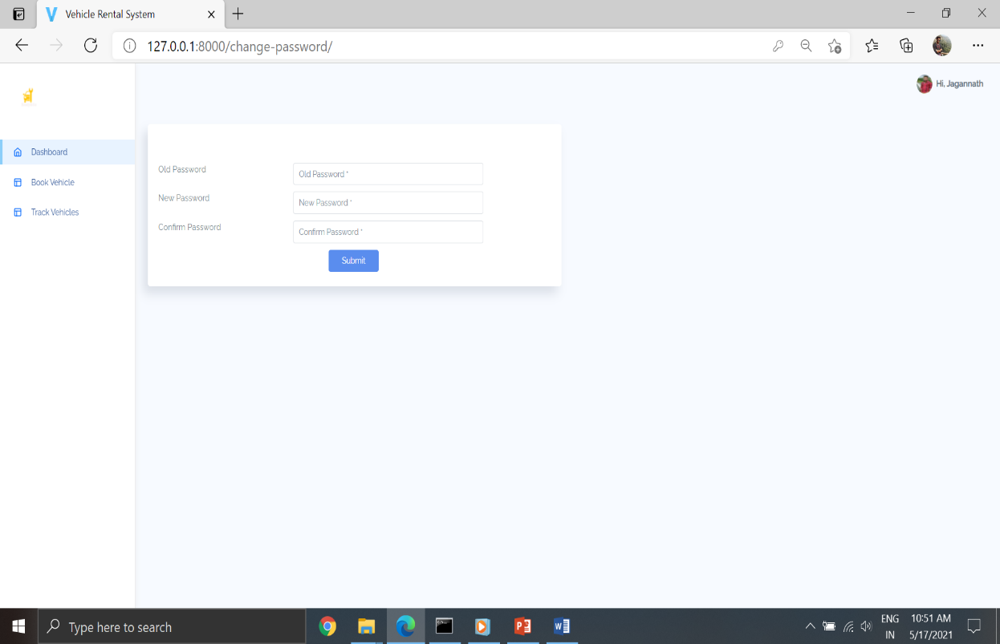 Vehicle Rental System
127.0.0.1:8000/change-password/
Hi, Jagannath
Dashboard
Book Vehicle
Track Vehicles
Old Password
Old Password *
New Password
New Password *
Confirm Password
Confirm Password *
Submit
Type here to search
ENG
IN
10:51 AM
5/17/2021